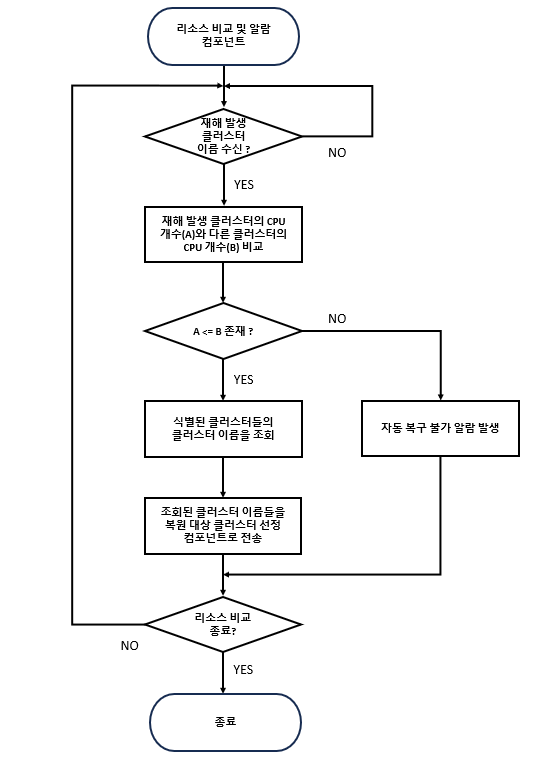 리소스 비교 및 알람
컴포넌트
재해 발생
클러스터
이름 수신 ?
NO
YES
재해 발생 클러스터의 CPU
개수(A)와 다른 클러스터의
CPU 개수(B) 비교
A <= B 존재 ?
NO
YES
식별된 클러스터들의
클러스터 이름을 조회
자동 복구 불가 알람 발생
조회된 클러스터 이름들을
복원 대상 클러스터 선정
컴포넌트로 전송
리소스 비교
종료?
NO
YES
종료